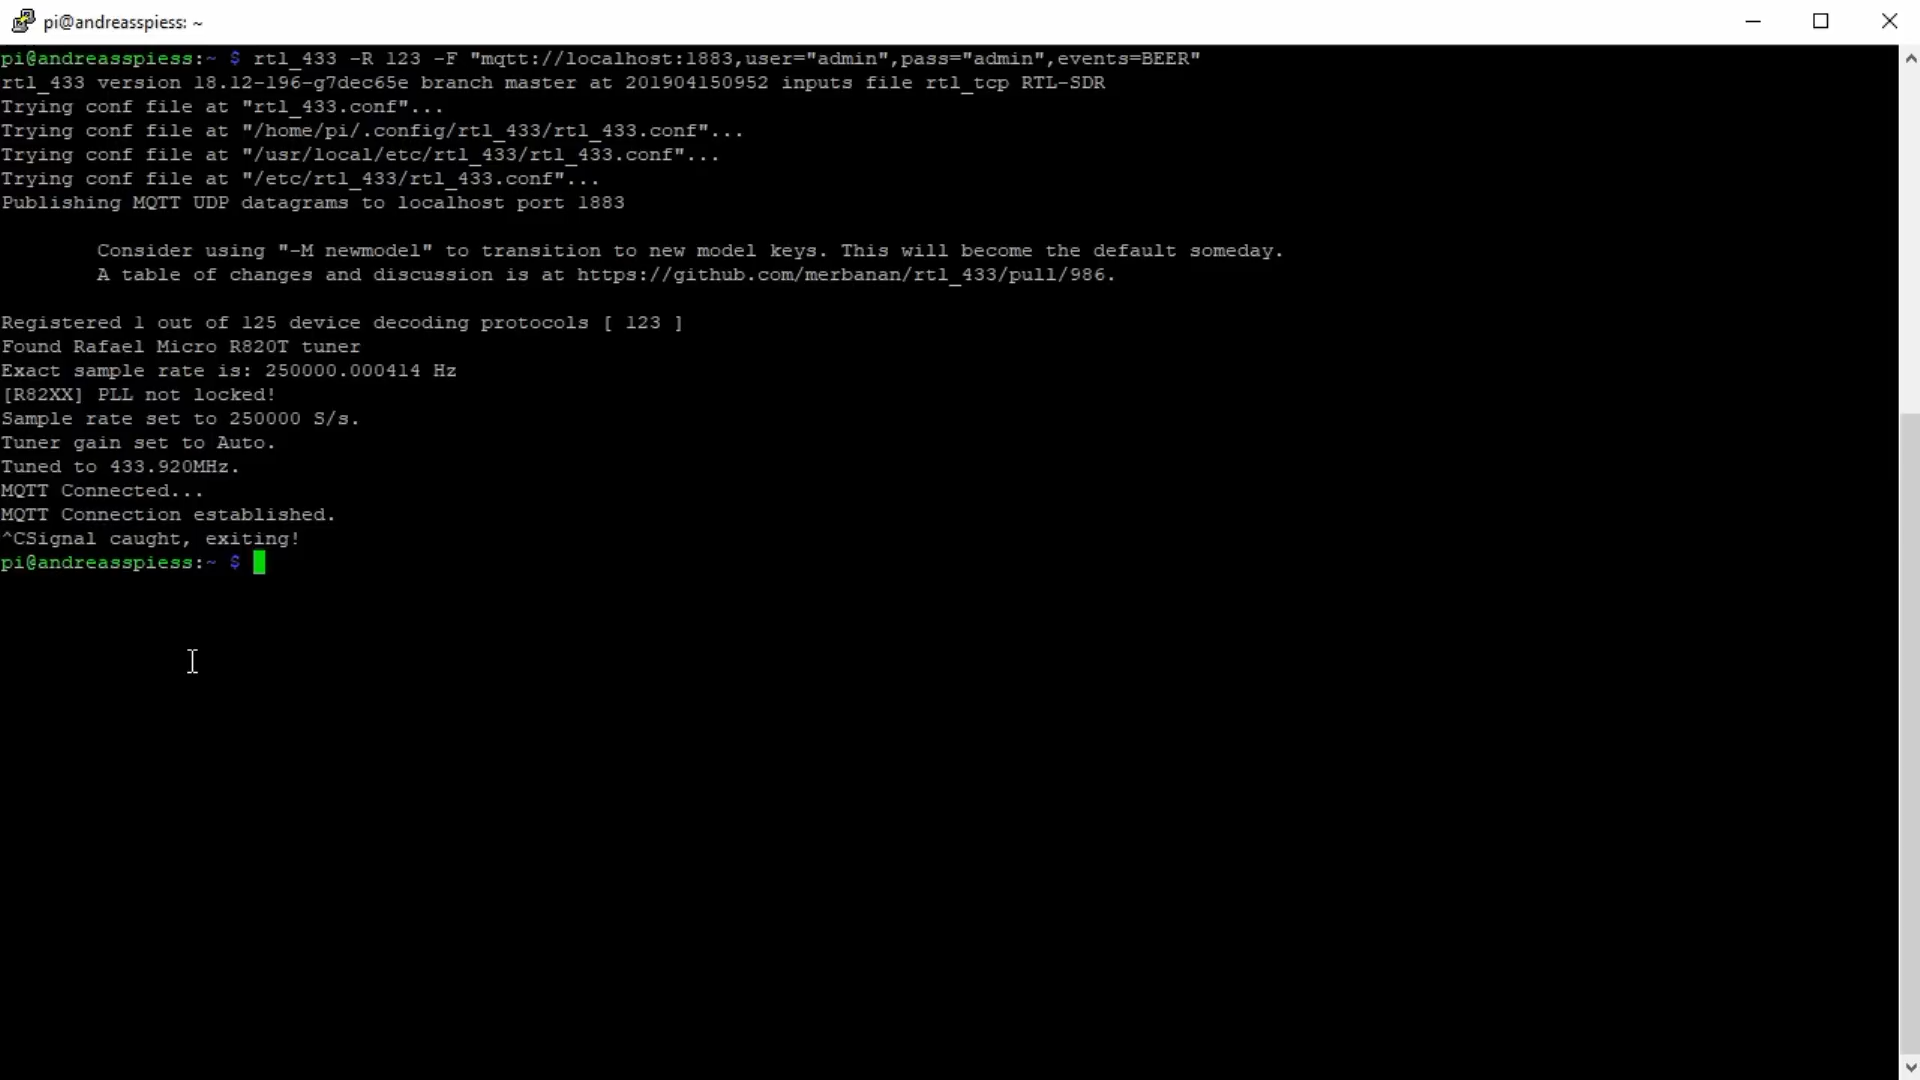 pi@andreasspiess: ~
pi@andreasspiess:~ $ rtl_433 -R 123 -F "mqtt://localhost:1883,user="admin",pass="admin",events=BEER"
rtl_433 version 18.12-196-g7dec65e branch master at 201904150952 inputs file rtl_tcp RTL-SDR
Trying conf file at "rtl_433.conf"...
Trying conf file at "/home/pi/.config/rtl_433/rtl_433.conf"...
Trying conf file at "/usr/local/etc/rtl_433/rtl_433.conf"...
Trying conf file at "/etc/rtl_433/rtl_433.conf"...
Publishing MQTT UDP datagrams to localhost port 1883
Consider using "-M newmodel" to transition to new model keys. This will become the default someday.
A table of changes and discussion is at https://github.com/merbanan/rtl_433/pull/986.
Registered 1 out of 125 device decoding protocols [ 123 ]
Found Rafael Micro R820T tuner
Exact sample rate is: 250000.000414 Hz
[R82XX] PLL not locked!
Sample rate set to 250000 S/s.
Tuner gain set to Auto.
Tuned to 433.920MHz.
MQTT Connected...
MQTT Connection established.
^CSignal caught, exiting!
pi@andreasspiess:~ $